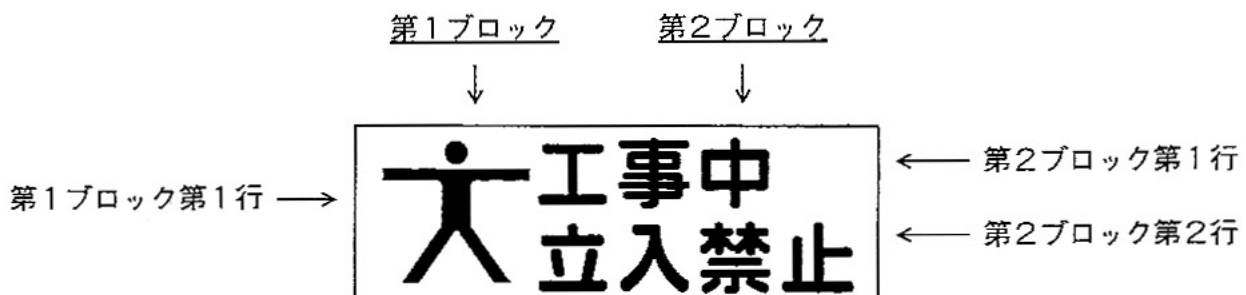 第1ブロック 第2ブロック
工事中
第2ブロック第1行
第1ブロック第1行
立入禁止
第2ブロック第2行